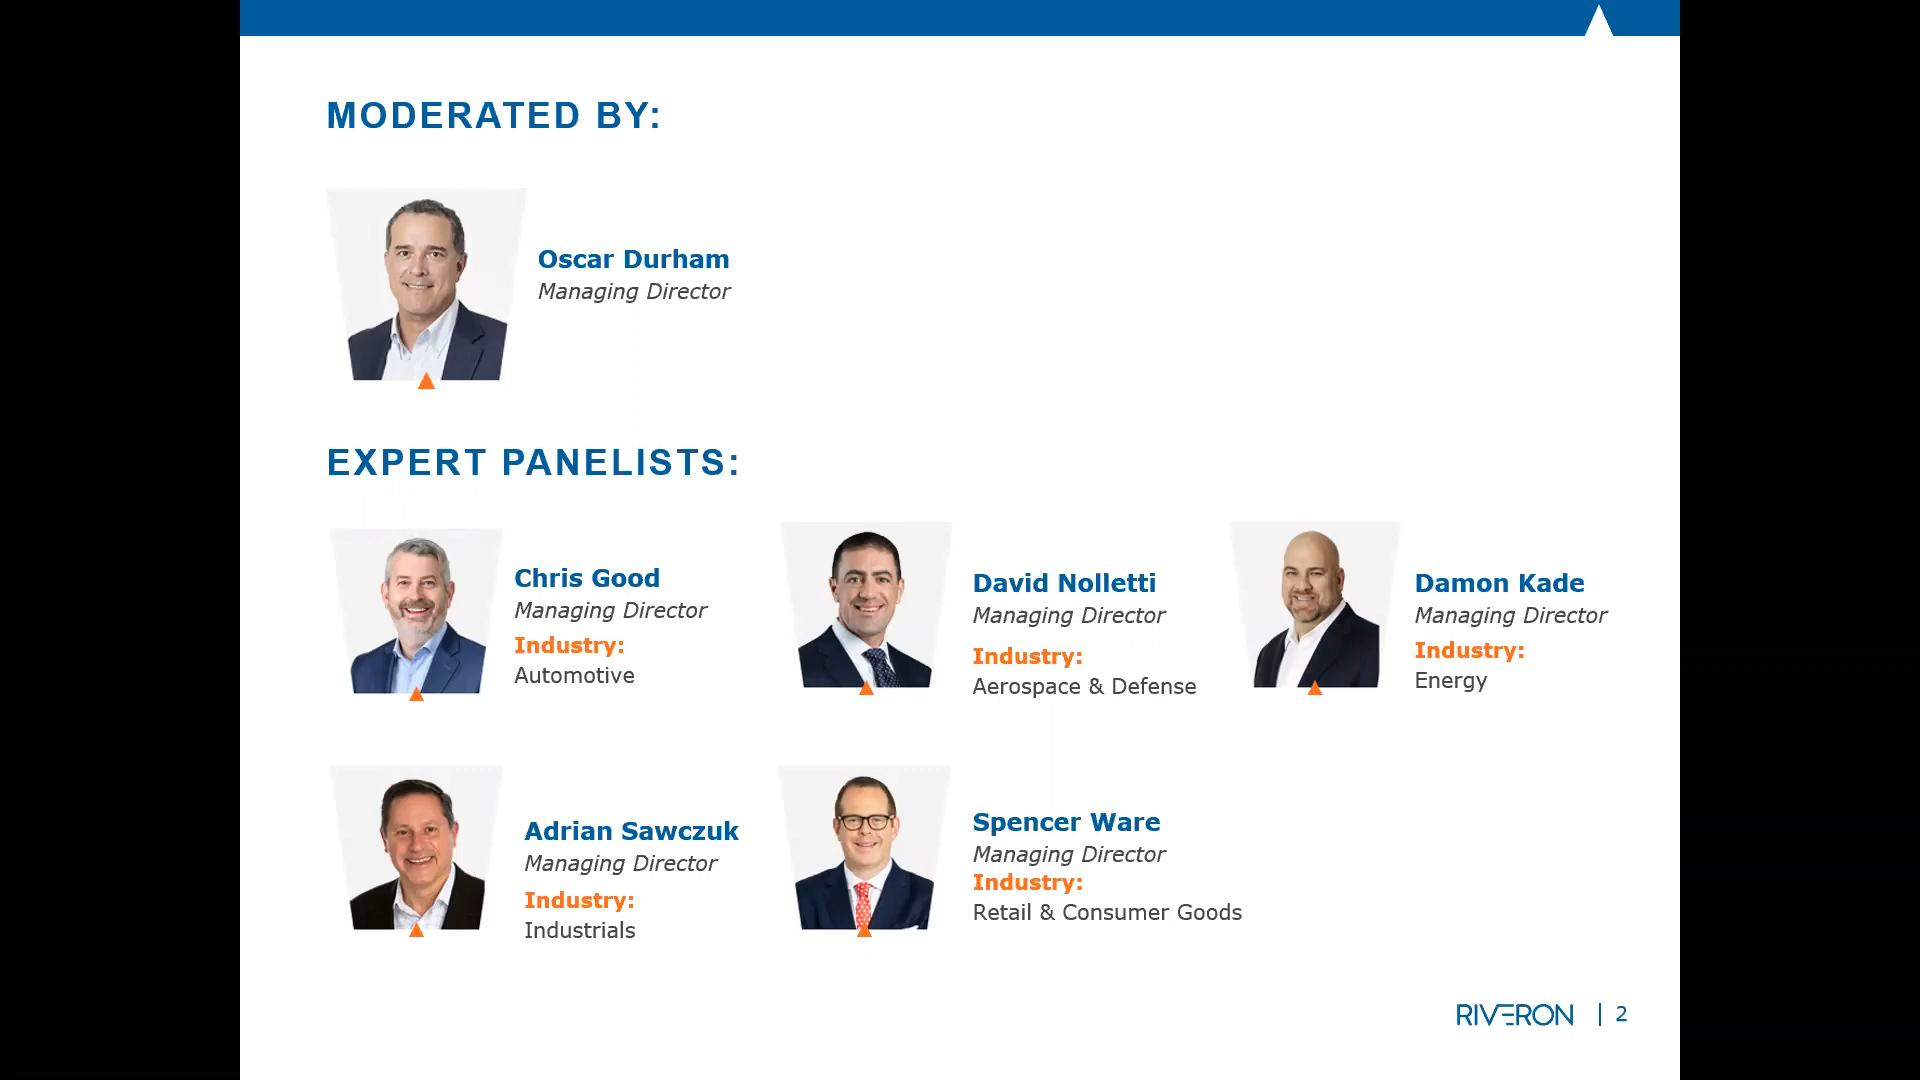 MODERATED BY:
Oscar Durham
Managing Director
EXPERT PANELISTS:
Chris Good
Managing Director
Industry:
Automotive
David Nolletti
Managing Director
Industry:
Aerospace & Defense
Damon Kade
Managing Director
Industry:
Energy
Adrian Sawczuk
Managing Director
Industry:
Industrials
Spencer Ware
Managing Director
Industry:
Retail & Consumer Goods
RIVERON | 2